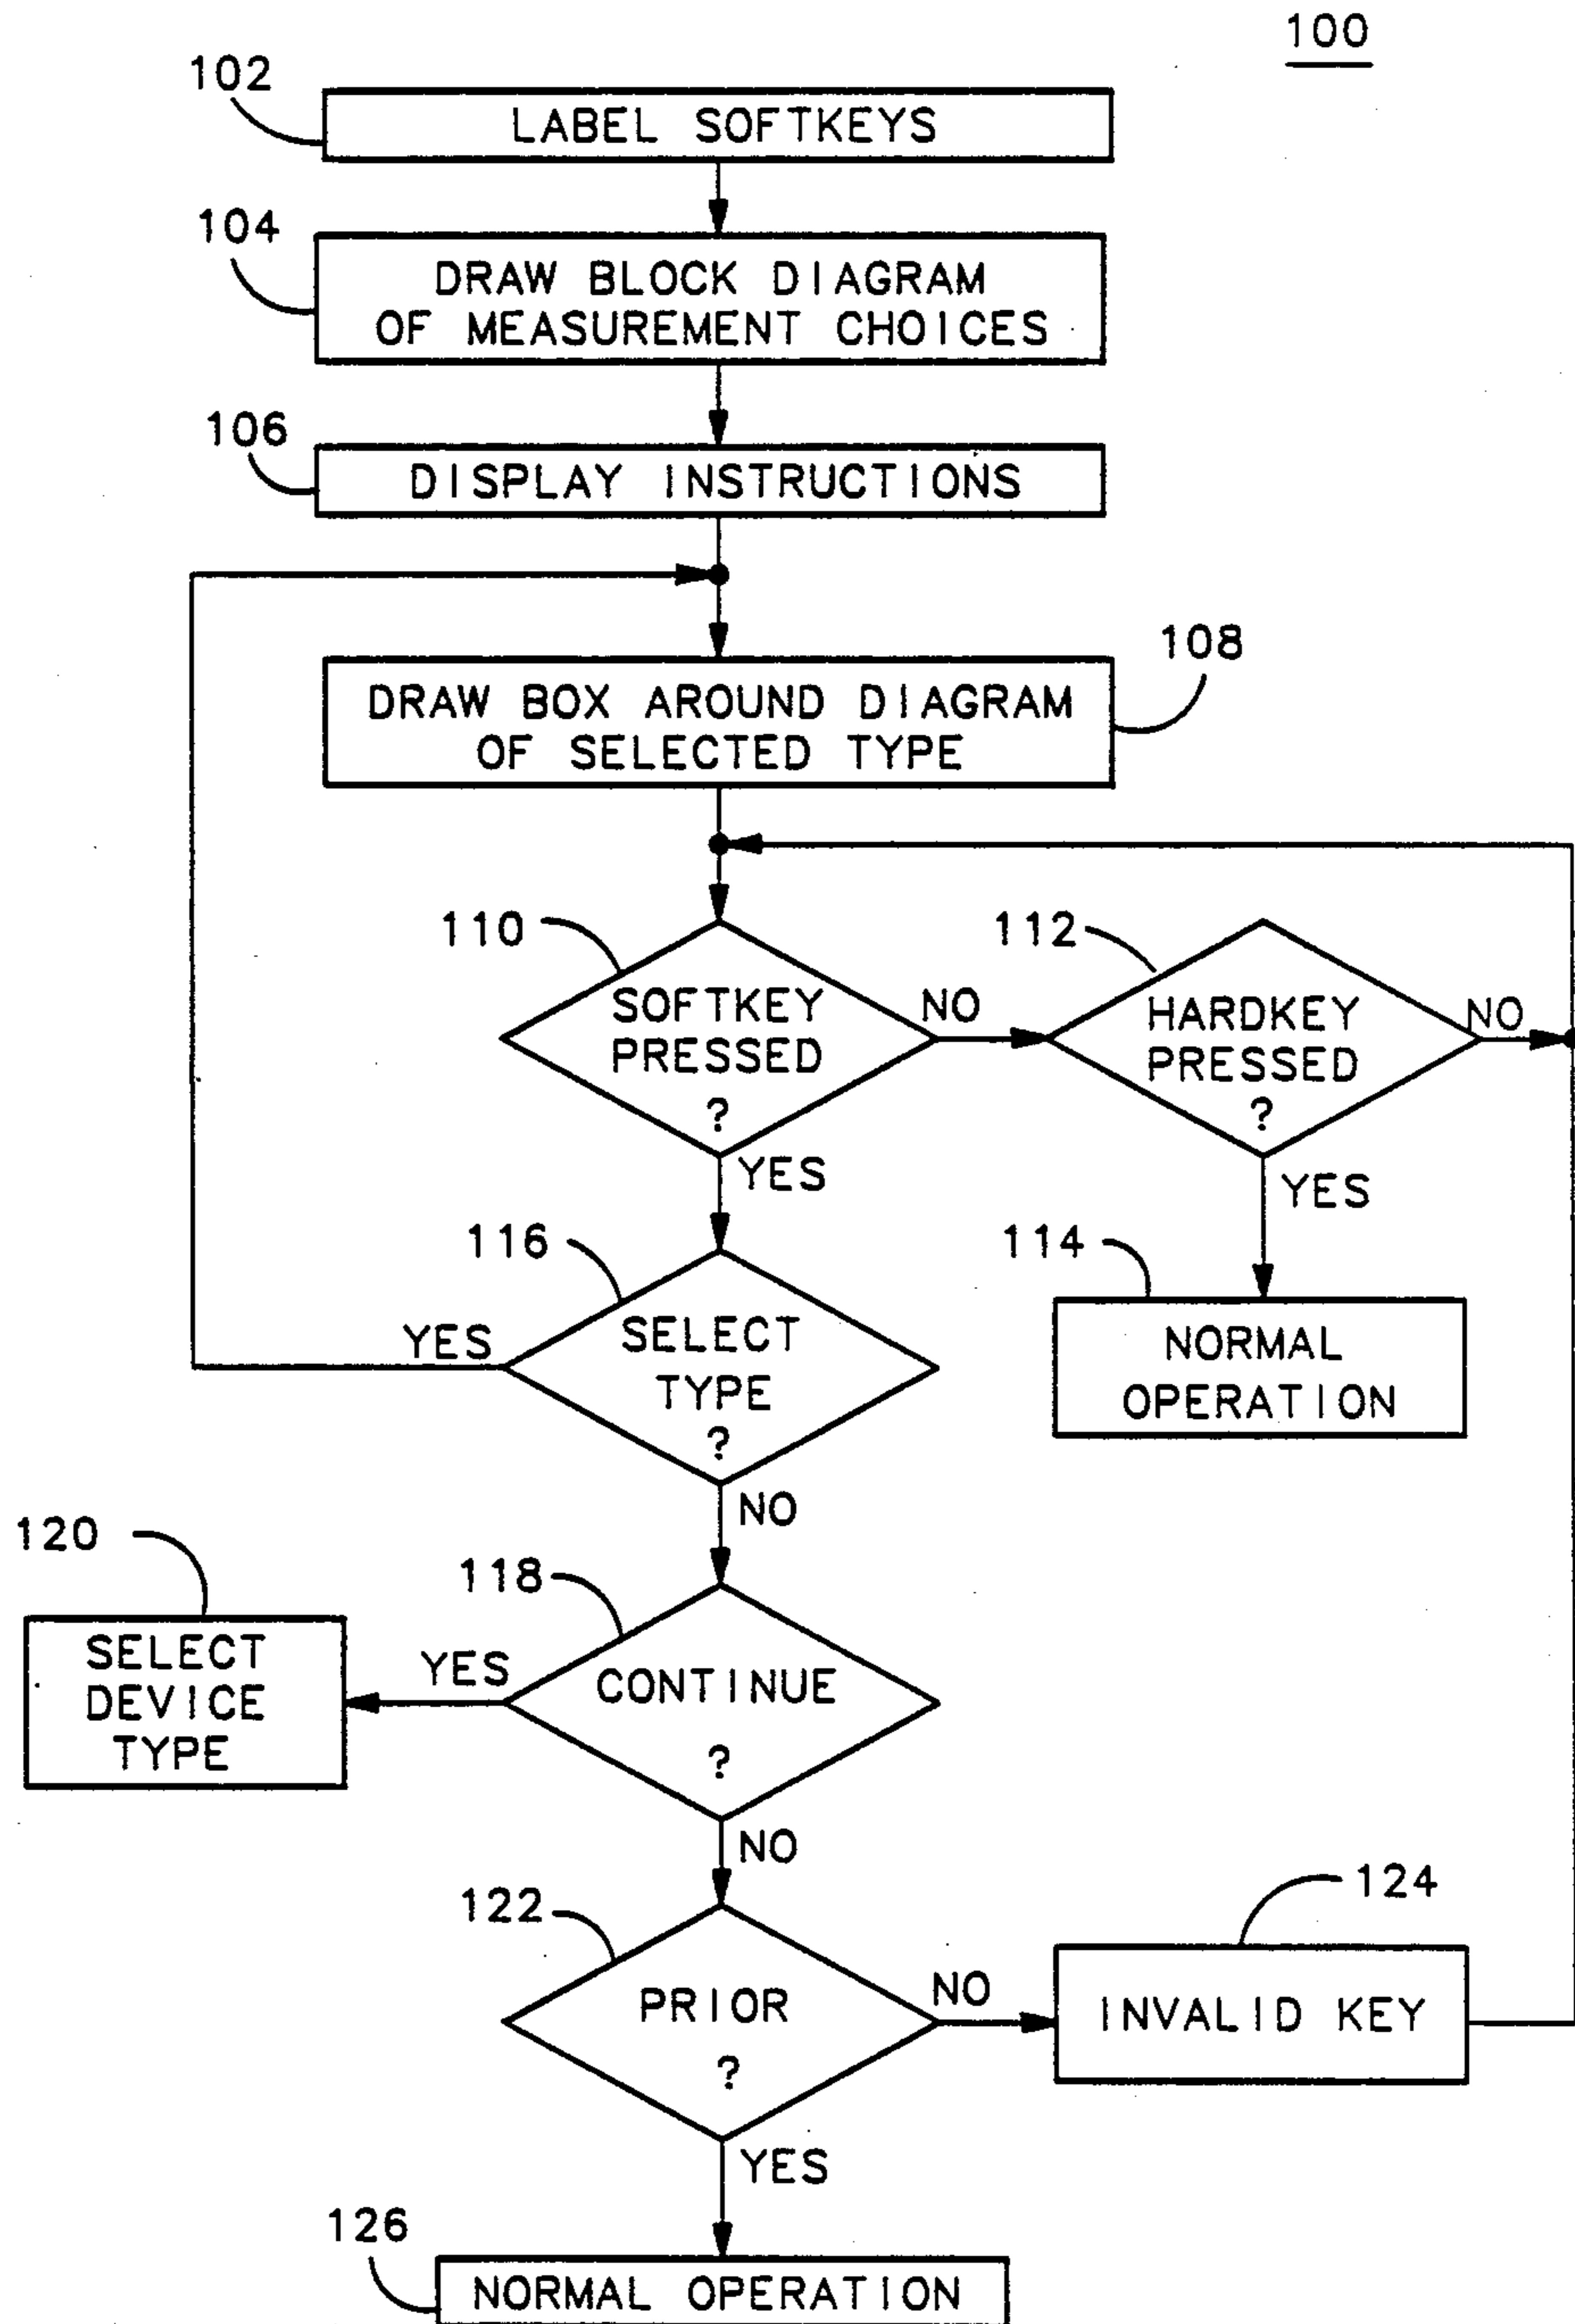 100
102
LABEL SOFTKEYS
104
DRAW BLOCK DIAGRAM
OF MEASUREMENT CHOICES
106
DISPLAY INSTRUCTIONS
108
DRAW BOX AROUND DIAGRAM
OF SELECTED TYPE
110
SOFTKEY
PRESSED
?
NO
112
HARDKEY
PRESSED
?
NO
YES
YES
116
SELECT
TYPE
?
YES
114
NORMAL
OPERATION
NO
118
CONTINUE
?
YES
120
SELECT
DEVICE
TYPE
NO
122
PRIOR
?
NO
124
INVALID KEY
YES
126
NORMAL OPERATION